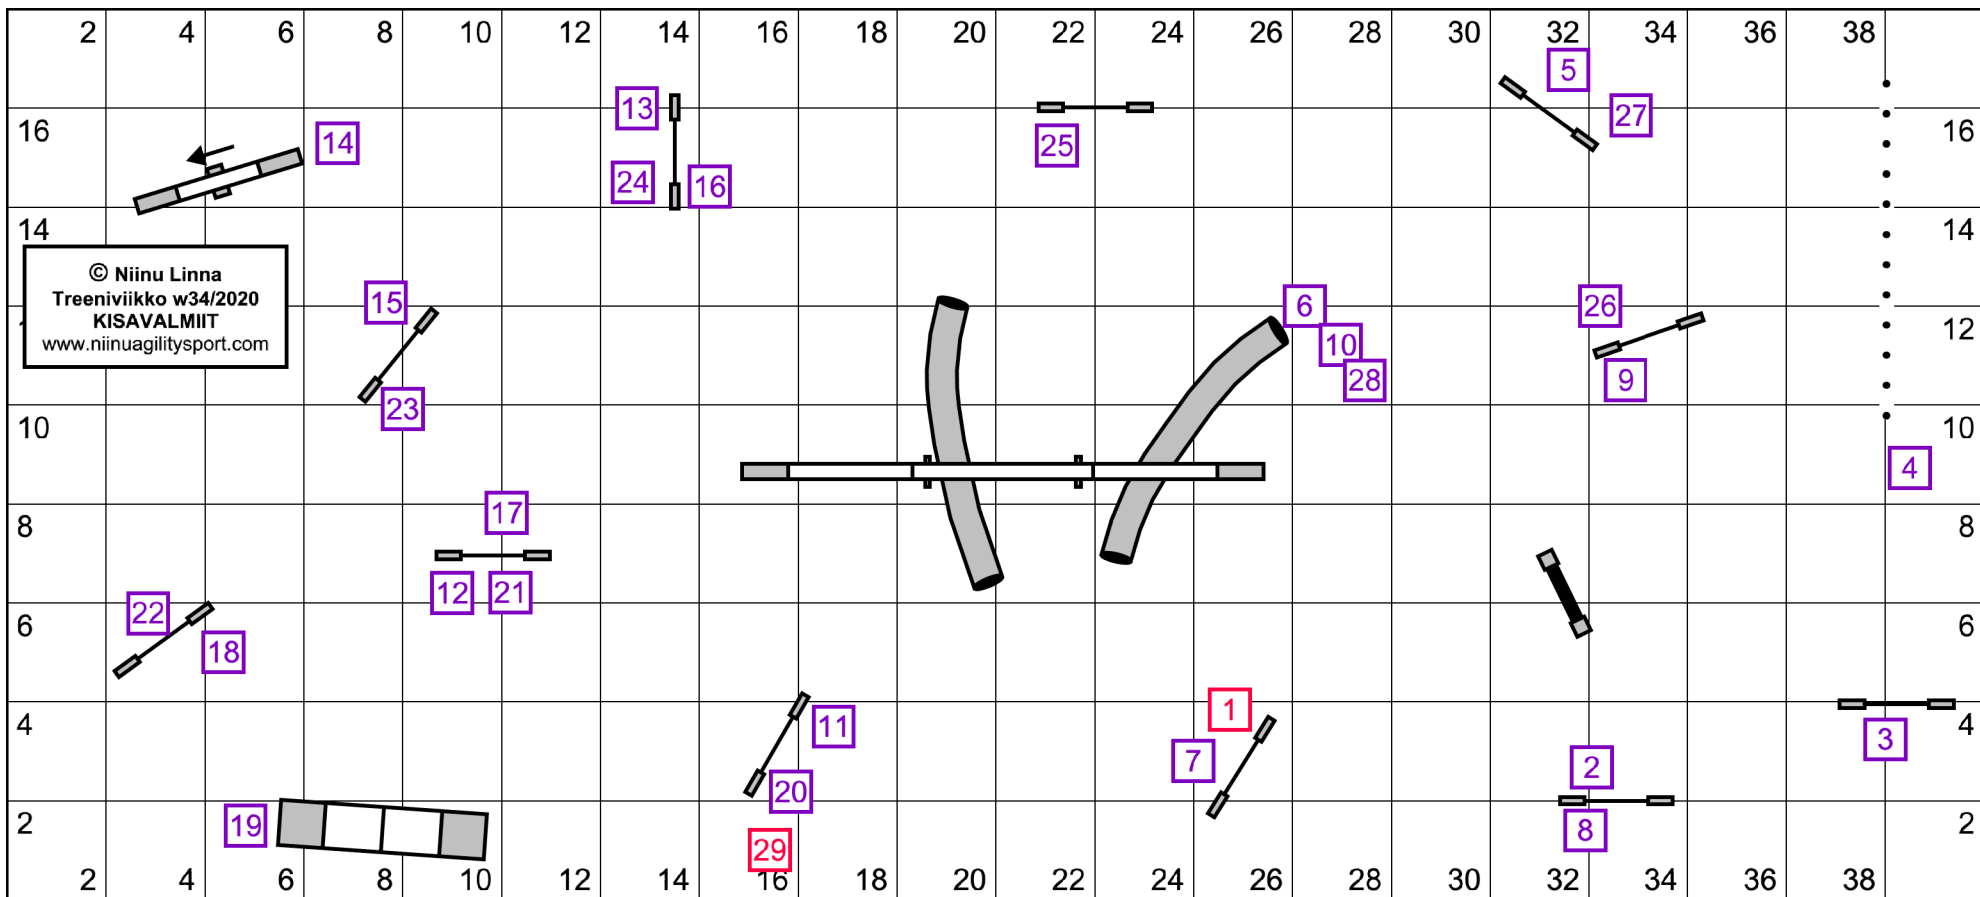 2 4 6 8 10 12 14 16 18 20 22 24 26 28 30 32 34 36 38
5
13 27
16 14 25 16
24 16
14 14
© Niinu Linna
Treeniviikko w34/2020
KISAVALMIIT
www.niinuagilitysport.com
15 6 26
12
10 28 9
23
10 10
4
17
8 8
12 21
22
6 18 6
1
4 11 7 3 4
20 2
2 19 8 2
29
2 4 6 8 10 12 14 16 18 20 22 24 26 28 30 32 34 36 38